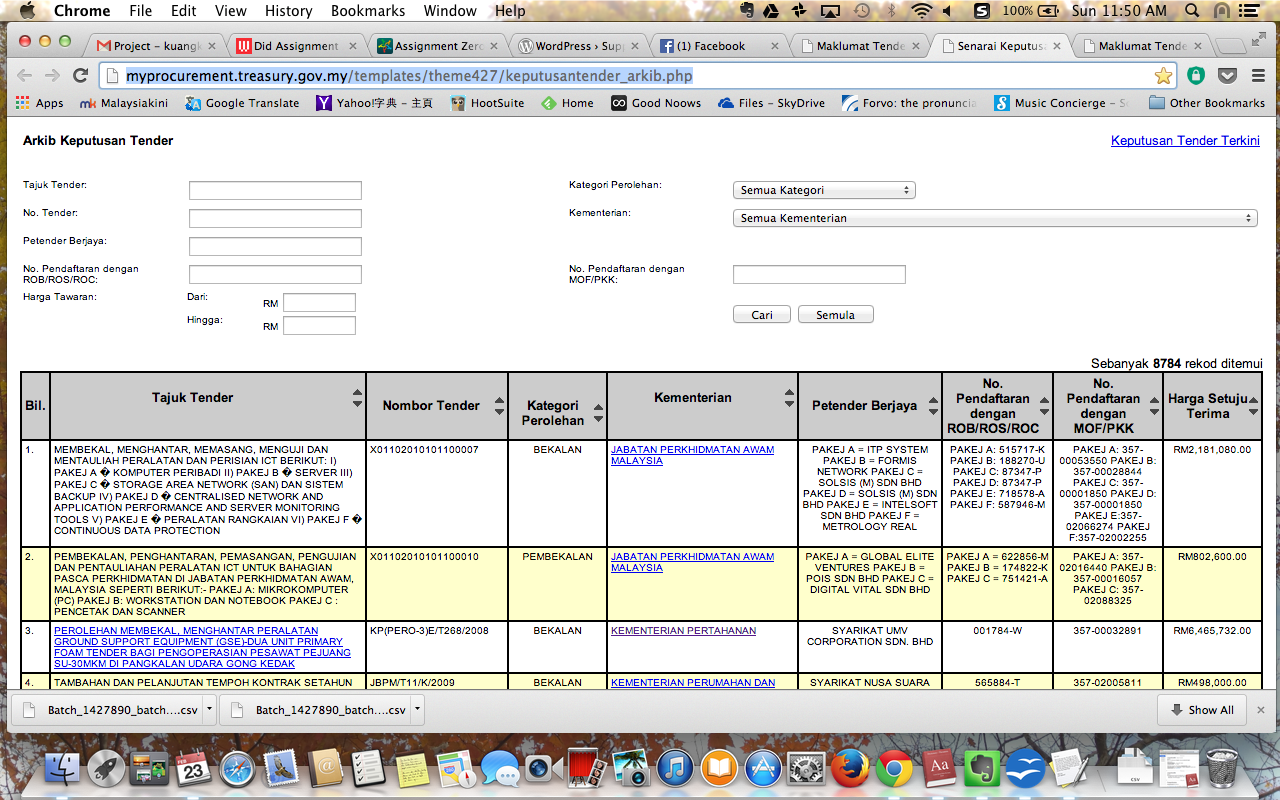 Chrome File Edit View History Bookmarks Window Help 100% Sun 11:50 AM
Project – kuangk Did Assignment Assignment Zero WordPress › Supp (1) Facebook Maklumat Tende Senarai Keputus Maklumat Tende
myprocurement.treasury.gov.my/templates/theme427/keputusantender_arkib.php
Apps Malaysiakini Google Translate Yahoo!字典 – 主頁 HootSuite Home Good Noows Files – SkyDrive Forvo: the pronuncia Music Concierge – S Other Bookmarks
Arkib Keputusan Tender
Keputusan Tender Terkini
Tajuk Tender:
Kategori Perolehan: Semua Kategori
No. Tender:
Kementerian: Semua Kementerian
Petender Berjaya:
No. Pendaftaran dengan
ROB/ROS/ROC:
No. Pendaftaran dengan
MOF/PKK:
Harga Tawaran: Dari: RM
Hingga: RM
Cari Semula
Sebanyak 8784 rekod ditemui
Bil.
Tajuk Tender
Nombor Tender
Kategori
Perolehan
Kementerian
Petender Berjaya
No.
Pendaftaran
dengan
ROB/ROS/ROC
No.
Pendaftaran
dengan
MOF/PKK
Harga Setuju
Terima
1.
MEMBEKAL, MENGHANTAR, MEMASANG, MENGUJI DAN
MENTAULIAH PERALATAN DAN PERISIAN ICT BERIKUT: I)
PAKEJ A � KOMPUTER PERIBADI II) PAKEJ B � SERVER III)
PAKEJ C � STORAGE AREA NETWORK (SAN) DAN SISTEM
BACKUP IV) PAKEJ D � CENTRALISED NETWORK AND
APPLICATION PERFORMANCE AND SERVER MONITORING
TOOLS V) PAKEJ E � PERALATAN RANGKAIAN VI) PAKEJ F �
CONTINUOUS DATA PROTECTION
X01102010101100007
BEKALAN
JABATAN PERKHIDMATAN AWAM
MALAYSIA
PAKEJ A = ITP SYSTEM
PAKEJ B = FORMIS
NETWORK PAKEJ C =
SOLSIS (M) SDN BHD
PAKEJ D = SOLSIS (M) SDN
BHD PAKEJ E = INTELSOFT
SDN BHD PAKEJ F =
METROLOGY REAL
PAKEJ A: 515717-K
PAKEJ B: 188270-U
PAKEJ C: 87347-P
PAKEJ D: 87347-P
PAKEJ E: 718578-A
PAKEJ F: 587946-M
PAKEJ A: 357-
00053550 PAKEJ B:
357-00028844
PAKEJ C: 357-
00001850 PAKEJ D:
357-00001850
PAKEJ E:357-
02066274 PAKEJ
F:357-02002255
RM2,181,080.00
2.
PEMBEKALAN, PENGHANTARAN, PEMASANGAN, PENGUJIAN
DAN PENTAULIAHAN PERALATAN ICT UNTUK BAHAGIAN
PASCA PERKHIDMATAN DI JABATAN PERKHIDMATAN AWAM,
MALAYSIA SEPERTI BERIKUT:- PAKEJ A: MIKROKOMPUTER
(PC) PAKEJ B: WORKSTATION DAN NOTEBOOK PAKEJ C :
PENCETAK DAN SCANNER
X01102010101100010
PEMBEKALAN
JABATAN PERKHIDMATAN AWAM
MALAYSIA
PAKEJ A = GLOBAL ELITE
VENTURES PAKEJ B =
POIS SDN BHD PAKEJ C =
DIGITAL VITAL SDN BHD
PAKEJ A = 622856-M
PAKEJ B = 174822-K
PAKEJ C = 751421-A
PAKEJ A: 357-
02016440 PAKEJ B:
357-00016057
PAKEJ C: 357-
02088325
RM802,600.00
3.
PEROLEHAN MEMBEKAL, MENGHANTAR PERALATAN
GROUND SUPPORT EQUIPMENT (GSE)-DUA UNIT PRIMARY
FOAM TENDER BAGI PENGOPERASIAN PESAWAT PEJUANG
SU-30MKM DI PANGKALAN UDARA GONG KEDAK
KP(PERO-3)E/T268/2008
BEKALAN
KEMENTERIAN PERTAHANAN
SYARIKAT UMV
CORPORATION SDN. BHD
001784-W
357-00032891
RM6,465,732.00
4.
TAMBAHAN DAN PELANJUTAN TEMPOH KONTRAK SETAHUN
JBPM/T11/K/2009
BEKALAN
KEMENTERIAN PERUMAHAN DAN
SYARIKAT NUSA SUARA
565884-T
357-02005811
RM498,000.00
Batch_1427890_batch....csv Batch_1427890_batch....csv Show All